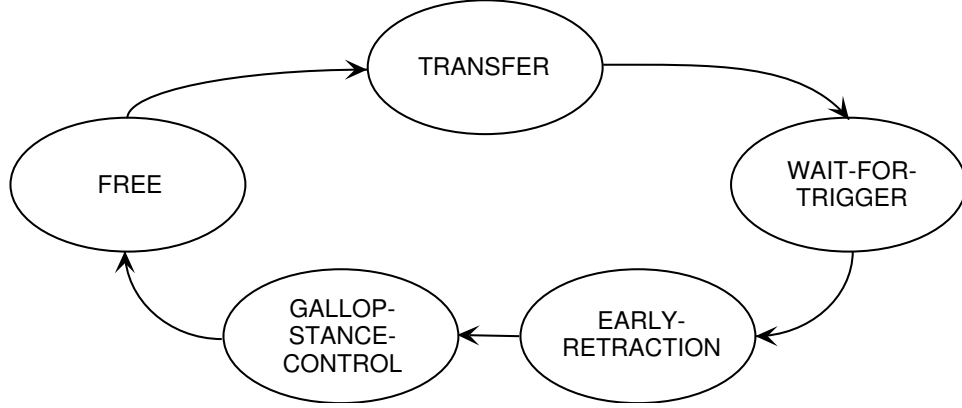 TRANSFER
FREE
WAIT-FOR-
TRIGGER
GALLOP-
STANCE-
CONTROL
EARLY-
RETRACTION